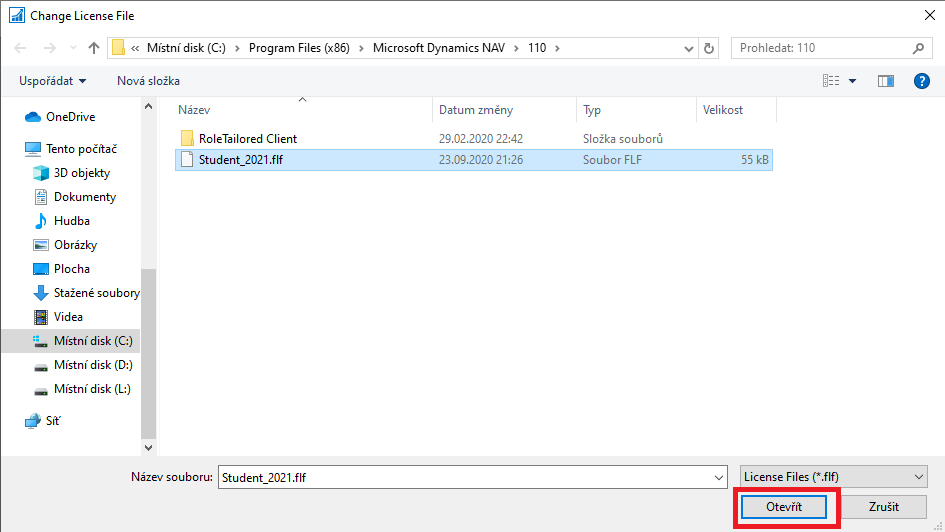 Change License File
« Místní disk (C:) › Program Files (x86) › Microsoft Dynamics NAV › 110 ›
Prohledat: 110
Uspořádat
Nová složka
OneDrive
Tento počítač
3D objekty
Dokumenty
Hudba
Obrázky
Plocha
Stažené soubory
Videa
Místní disk (C:)
Místní disk (D:)
Místní disk (L:)
Síť
Název Datum změny Typ Velikost
RoleTailored Client 29.02.2020 22:42 Složka souborů
Student_2021.flf 23.09.2020 21:26 Soubor FLF 55 kB
Název souboru: Student_2021.flf License Files (*.flf)
Otevřít Zrušit